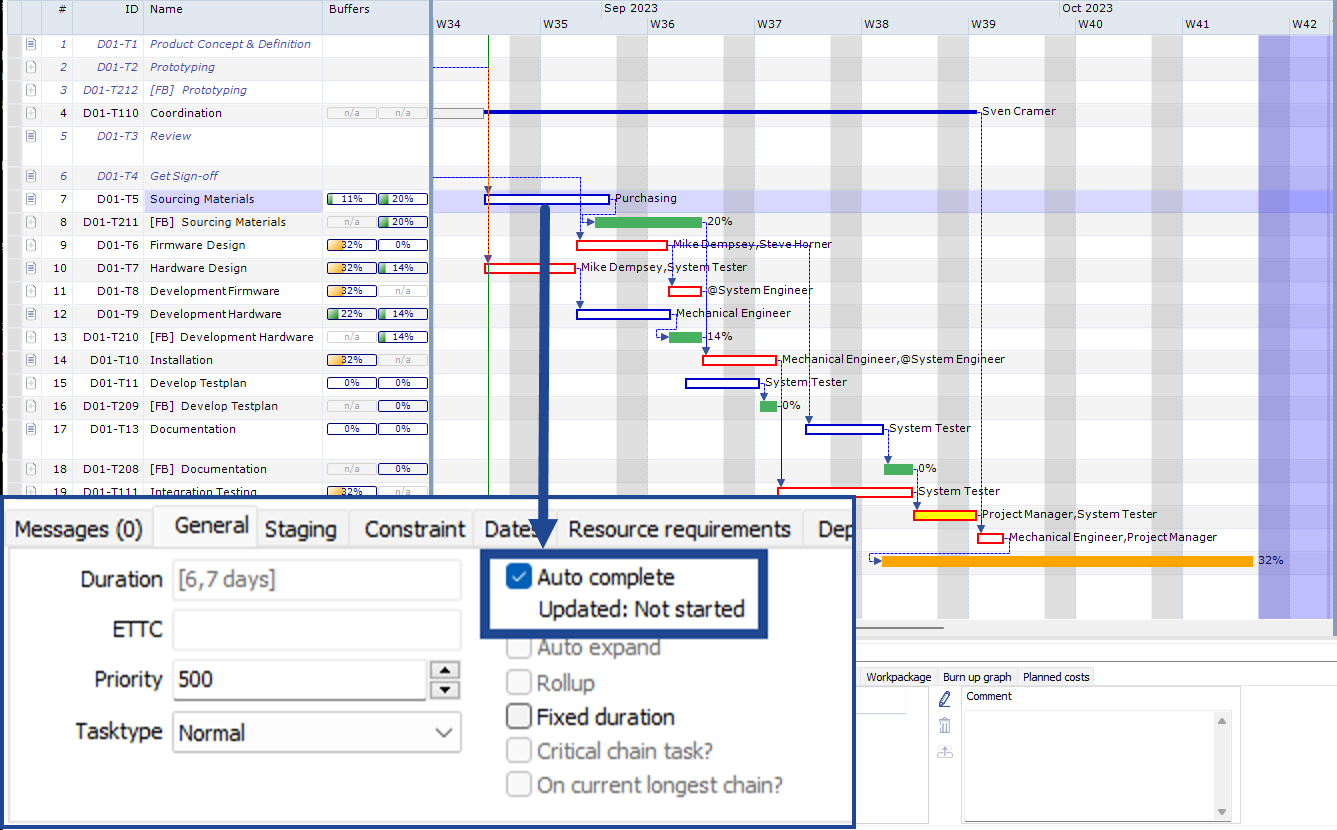 # ID Name Buffers Sep 2023 Oct 2023
W34 W35 W36 W37 W38 W39 W40 W41 W42
1 D01-T1 Product Concept & Definition
2 D01-T2 Prototyping
3 D01-T212 [FB] Prototyping
4 D01-T110 Coordination n/a n/a Sven Cramer
5 D01-T3 Review
6 D01-T4 Get Sign-off
7 D01-T5 Sourcing Materials 11% 20% Purchasing
8 D01-T211 [FB] Sourcing Materials n/a 20% 20%
9 D01-T6 Firmware Design 32% 0% Mike Dempsey,Steve Horner
10 D01-T7 Hardware Design 32% 14% Mike Dempsey,System Tester
11 D01-T8 Development Firmware 32% n/a @System Engineer
12 D01-T9 Development Hardware 22% 14% Mechanical Engineer
13 D01-T210 [FB] Development Hardware n/a 14% 14%
14 D01-T10 Installation 32% n/a Mechanical Engineer,@System Engineer
15 D01-T11 Develop Testplan 0% 0% System Tester
16 D01-T209 [FB] Develop Testplan n/a 0% 0%
17 D01-T13 Documentation 0% 0% System Tester
18 D01-T208 [FB] Documentation n/a 0% 0%
19 D01-T111 Integration Testing 32% n/a System Tester
Project Manager,System Tester
Mechanical Engineer,Project Manager
32%
Messages (0) General Staging Constraint Dates Resource requirements Dep
Duration [6,7 days]
ETTC
Priority 500
Tasktype Normal
Auto complete
Updated: Not started
Auto expand
Rollup
Fixed duration
Critical chain task?
On current longest chain?
Workpackage Burn up graph Planned costs
Comment